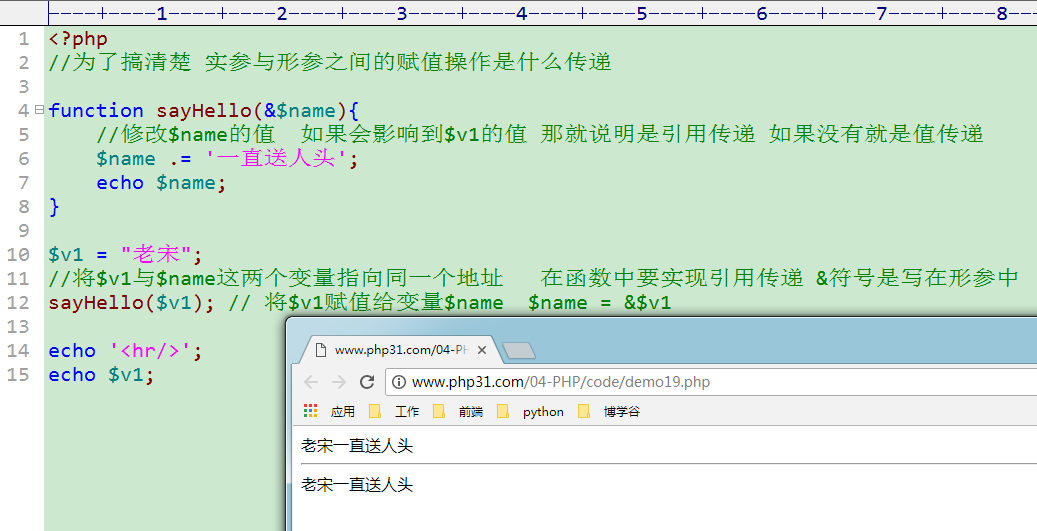 ----+----1----+----2----+----3----+----4----+----5----+----6----+----7----+----8---
1 <?php
2 //为了搞清楚 实参与形参之间的赋值操作是什么传递
3
4 function sayHello(&$name){
5 //修改$name的值  如果会影响到$v1的值 那就说明是引用传递 如果没有就是值传递
6 $name .= '一直送人头';
7 echo $name;
8 }
9
10 $v1 = "老宋";
11 //将$v1与$name这两个变量指向同一个地址   在函数中要实现引用传递 &符号是写在形参中
12 sayHello($v1); // 将$v1赋值给变量$name  $name = &$v1
13
14 echo '<hr/>';
15 echo $v1;
www.php31.com/04-PH
www.php31.com/04-PHP/code/demo19.php
应用 工作 前端 python 博学谷
老宋一直送人头
老宋一直送人头